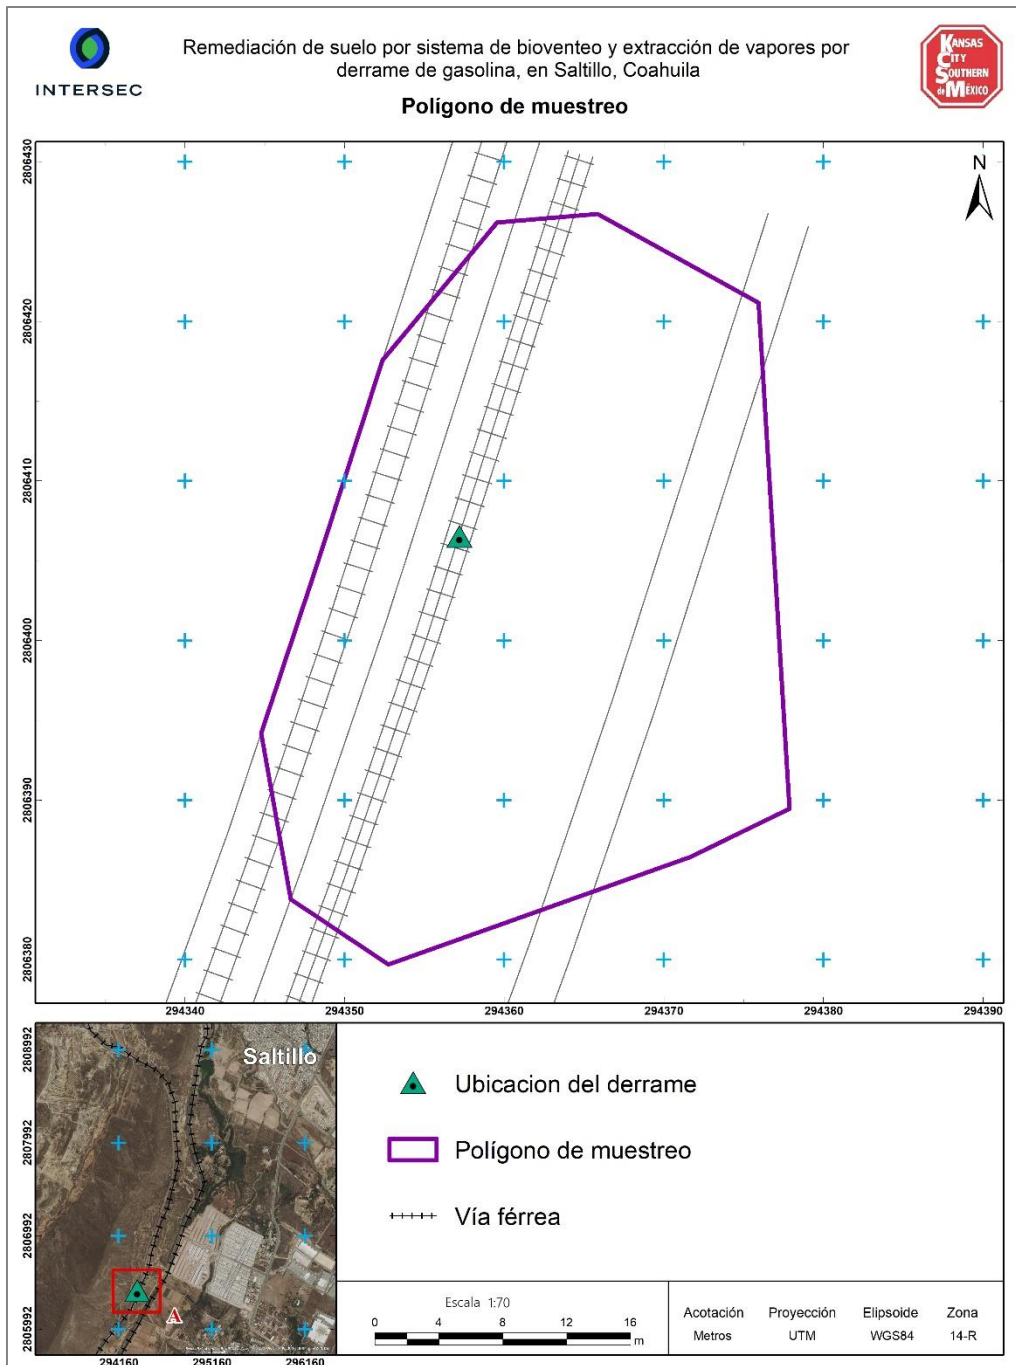 INTERSEC
Remediación de suelo por sistema de bioventeo y extracción de vapores por
derrame de gasolina, en Saltillo, Coahuila
Polígono de muestreo
KANSAS
CITY
SOUTHERN
de MÉXICO
N
2806430
2806420
2806410
2806400
2806390
2806380
294340
294350
294360
294370
294380
294390
Saltillo
A
2808992
2807992
2806992
2805992
294160
295160
296160
Ubicacion del derrame
Polígono de muestreo
Vía férrea
Escala 1:70
0 4 8 12 16
m
Acotación Proyección Elipsoide Zona
Metros UTM WGS84 14-R